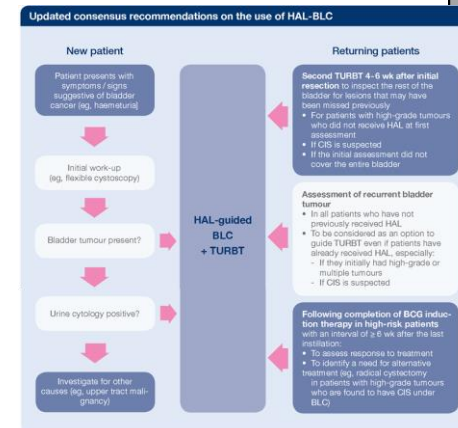 Updated consensus recommendations on the use of HAL-BLC
New patient
Patient presents with
symptoms / signs
suggestive of bladder
cancer (eg, haematuria)
Initial work-up
(eg, flexible cystoscopy)
Bladder tumour present?
Urine cytology positive?
Investigate for other
causes (eg, upper tract mali-
gnancy)
HAL-guided
BLC
+ TURBT
Returning patients
Second TURBT 4-6 wk after initial
resection to inspect the rest of the
bladder for lesions that may have
been missed previously
• For patients with high-grade tumours
who did not receive HAL at first
assessment
• If CIS is suspected
• If the initial assessment did not
cover the entire bladder
Assessment of recurrent bladder
tumour
• In all patients who have not
previously received HAL
• To be considered as an option to
guide TURBT even if patients have
already received HAL, especially:
- If they initially had high-grade or
multiple tumours
- If CIS is suspected
Following completion of BCG induc-
tion therapy in high-risk patients
with an interval of ≥ 6 wk after the last
instillation:
• To assess response to treatment
• To identify a need for alternative
treatment (eg, radical cystectomy
in patients with high-grade tumours
who are found to have CIS under
BLC)